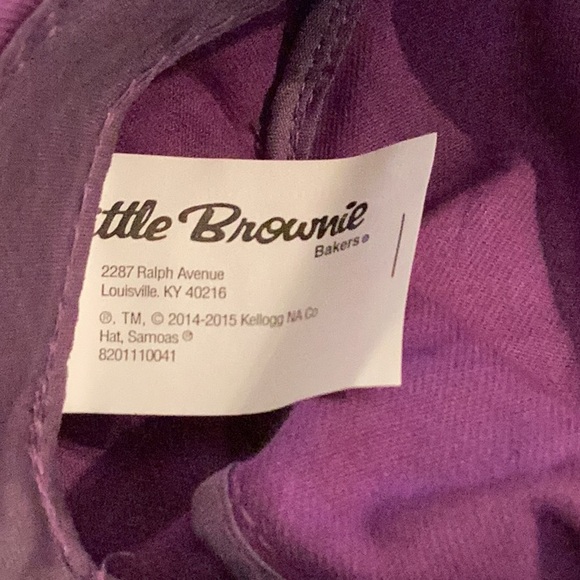 ttle Brownie
Bakers®
2287 Ralph Avenue
Louisville. KY 40216
®, TM, © 2014-2015 Kellogg NA Co
Hat, Samoas ®
8201110041